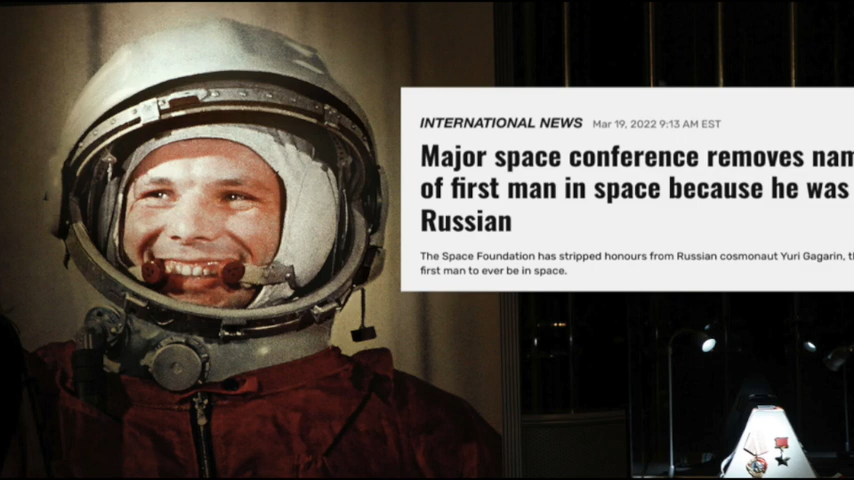 INTERNATIONAL NEWS Mar 19, 2022 9:13 AM EST
Major space conference removes
of first man in space because he was
Russian
The Space Foundation has stripped honours from Russian cosmonaut Yuri Gagarin,
first man to ever be in space.